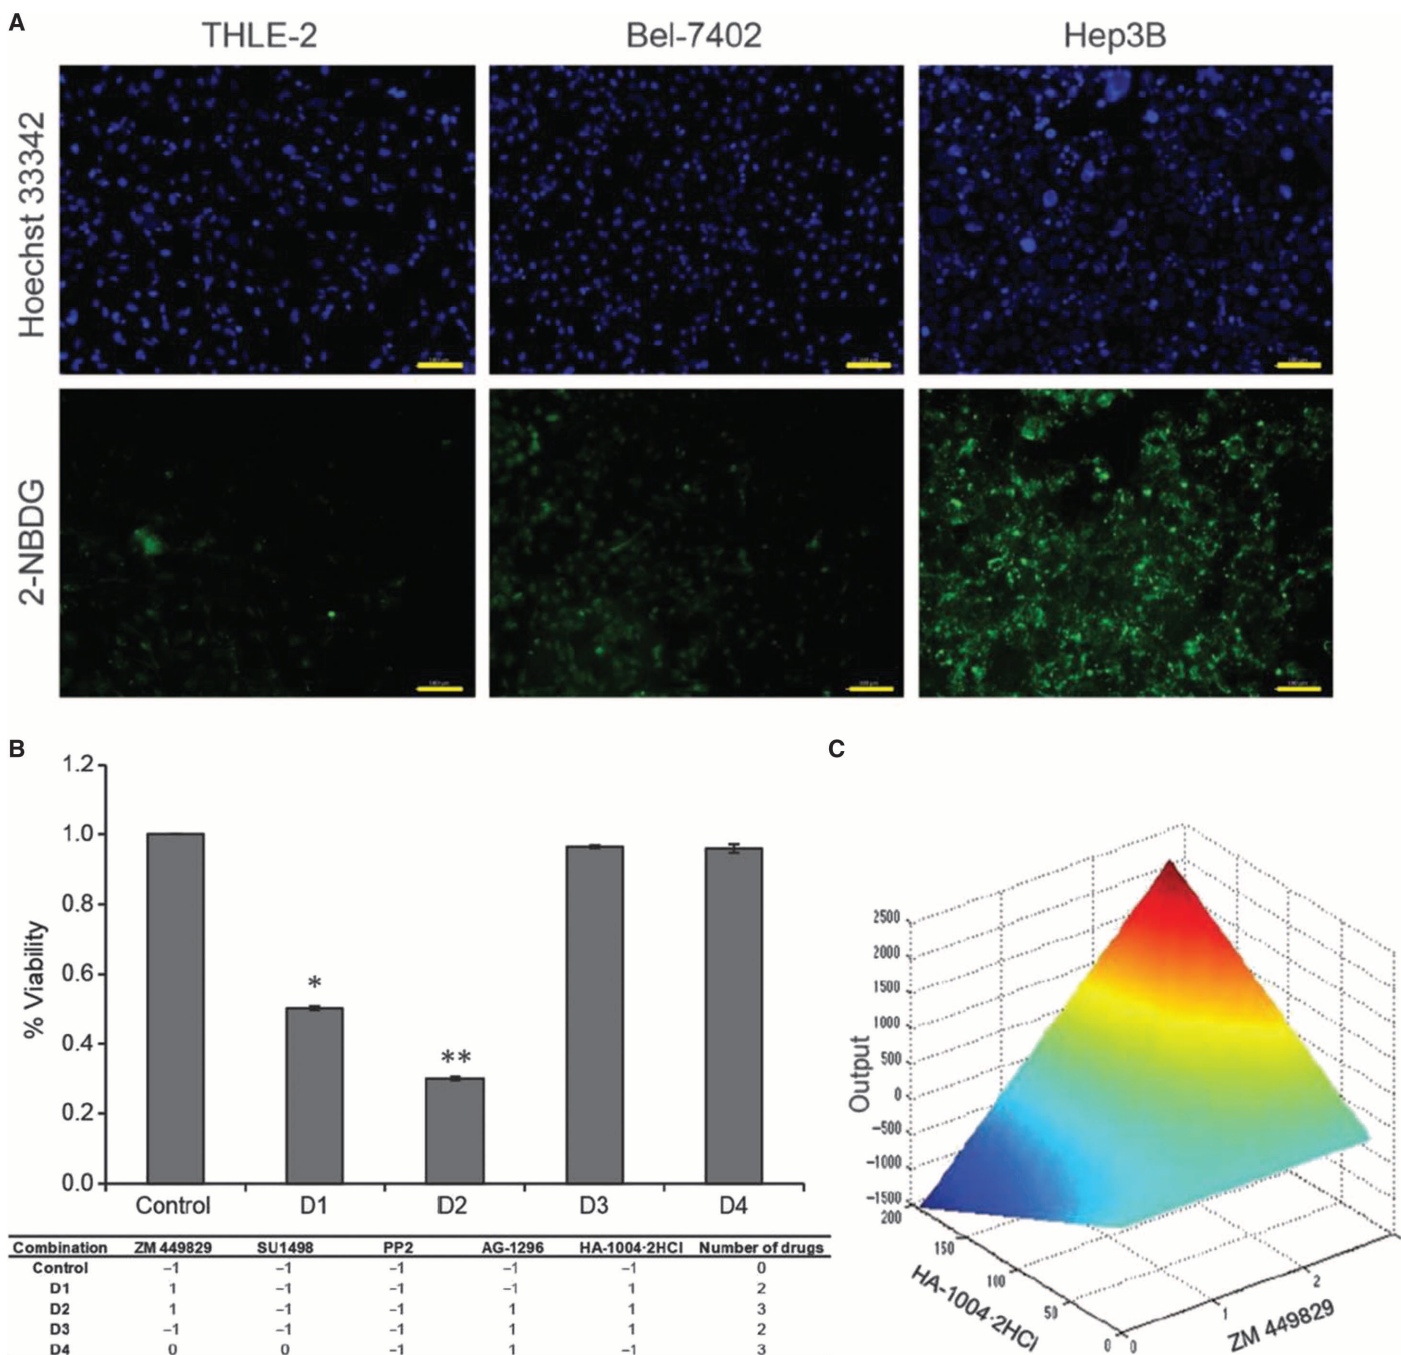 A
THLE-2 Bel-7402 Hep3B
Hoechst 33342
2-NBDG
B
% Viability
1.2
1.0
0.8
0.6
0.4
0.2
0.0
*
**
Control D1 D2 D3 D4
Combination ZM 449829 SU1498 PP2 AG-1296 HA-1004·2HCl Number of drugs
Control –1 –1 –1 –1 –1 0
D1 1 –1 –1 –1 1 2
D2 1 –1 –1 1 1 3
D3 –1 –1 –1 1 1 2
D4 0 0 –1 1 –1 3
C
Output
2500
2000
1500
1000
500
0
–500
–1000
–1500
200
150
100
50
0
HA-1004·2HCl
0
1
2
ZM 449829